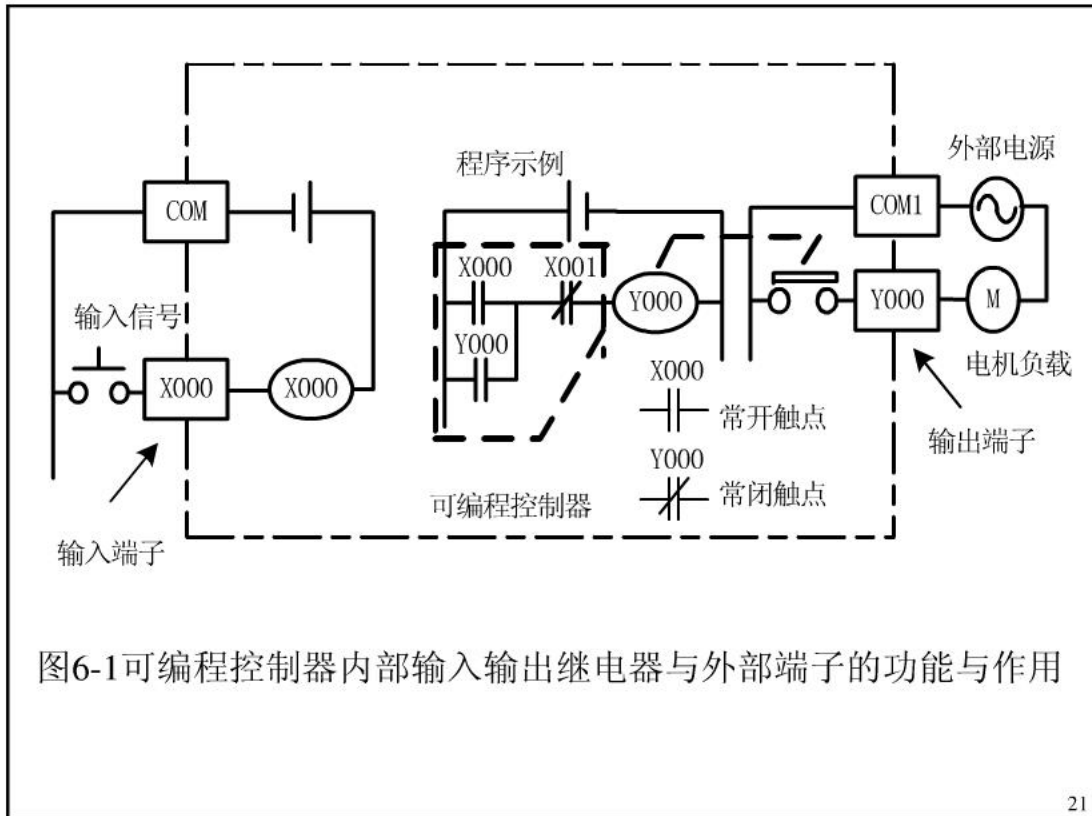 外部电源
程序示例
COM
COM1
X000
X001
输入信号
Y000
Y000
Y000
M
X000
X000
X000
电机负载
常开触点
输出端子
Y000
可编程控制器
常闭触点
输入端子
图6-1可编程控制器内部输入输出继电器与外部端子的功能与作用
21